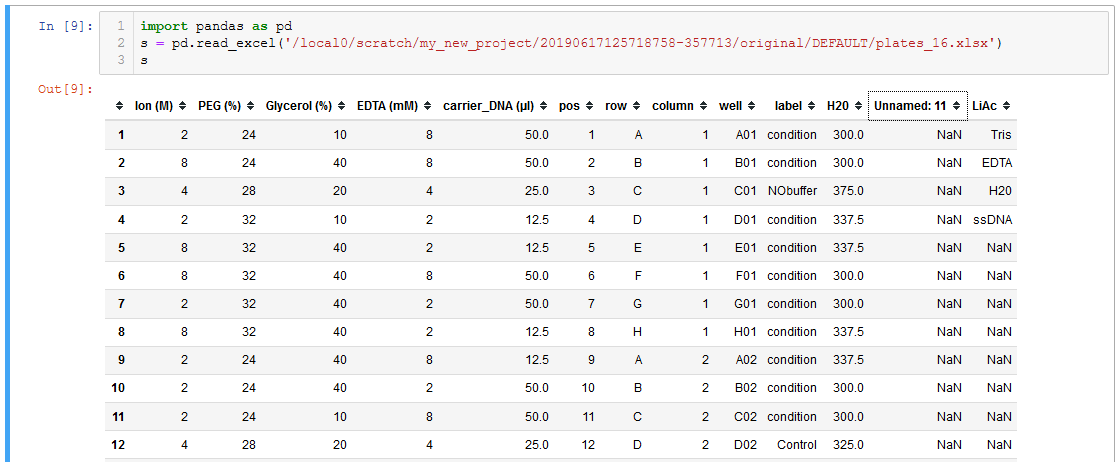 In [9]:
1 import pandas as pd
2 s = pd.read_excel('/local0/scratch/my_new_project/20190617125718758-357713/original/DEFAULT/plates_16.xlsx')
3 s
Out[9]:
Ion (M) PEG (%) Glycerol (%) EDTA (mM) carrier_DNA (µl) pos row column well label H20 Unnamed: 11 LiAc
1 2 24 10 8 50.0 1 A 1 A01 condition 300.0 NaN Tris
2 8 24 40 8 50.0 2 B 1 B01 condition 300.0 NaN EDTA
3 4 28 20 4 25.0 3 C 1 C01 NObuffer 375.0 NaN H20
4 2 32 10 2 12.5 4 D 1 D01 condition 337.5 NaN ssDNA
5 8 32 40 2 12.5 5 E 1 E01 condition 337.5 NaN NaN
6 8 32 40 8 50.0 6 F 1 F01 condition 300.0 NaN NaN
7 2 32 40 2 50.0 7 G 1 G01 condition 300.0 NaN NaN
8 8 32 40 2 12.5 8 H 1 H01 condition 337.5 NaN NaN
9 2 24 40 8 12.5 9 A 2 A02 condition 337.5 NaN NaN
10 2 24 40 2 50.0 10 B 2 B02 condition 300.0 NaN NaN
11 2 24 10 8 50.0 11 C 2 C02 condition 300.0 NaN NaN
12 4 28 20 4 25.0 12 D 2 D02 Control 325.0 NaN NaN